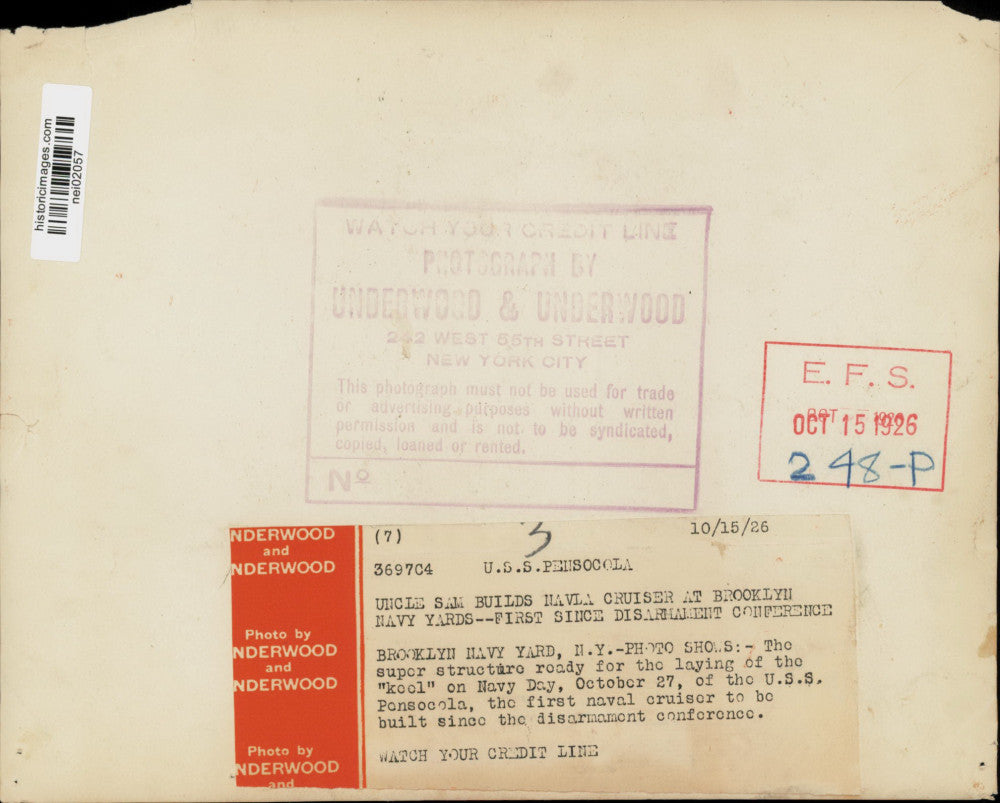 historicimages.com
nei02057
WATCH YOUR CREDIT LINE
PHOTOGRAPH BY
UNDERWOOD & UNDERWOOD
242 WEST 55TH STREET
NEW YORK CITY
This photograph must not be used for trade
or advertising purposes without written
permission and is not to be syndicated,
copied, loaned or rented.
Nº
E. F. S.
OCT 15 1926
248-P
NDERWOOD
and
NDERWOOD
Photo by
NDERWOOD
and
NDERWOOD
Photo by
NDERWOOD
and
(7) 3 10/15/26
3697C4 U.S.S.PENSOCOLA
UNCLE SAM BUILDS NAVLA CRUISER AT BROOKLYN
NAVY YARDS--FIRST SINCE DISARMAMENT CONFERENCE
BROOKLYN NAVY YARD, N.Y.-PHOTO SHOWS:- The
super structure ready for the laying of the
"keel" on Navy Day, October 27, of the U.S.S.
Pensocola, the first naval cruiser to be
built since the disarmament conference.
WATCH YOUR CREDIT LINE